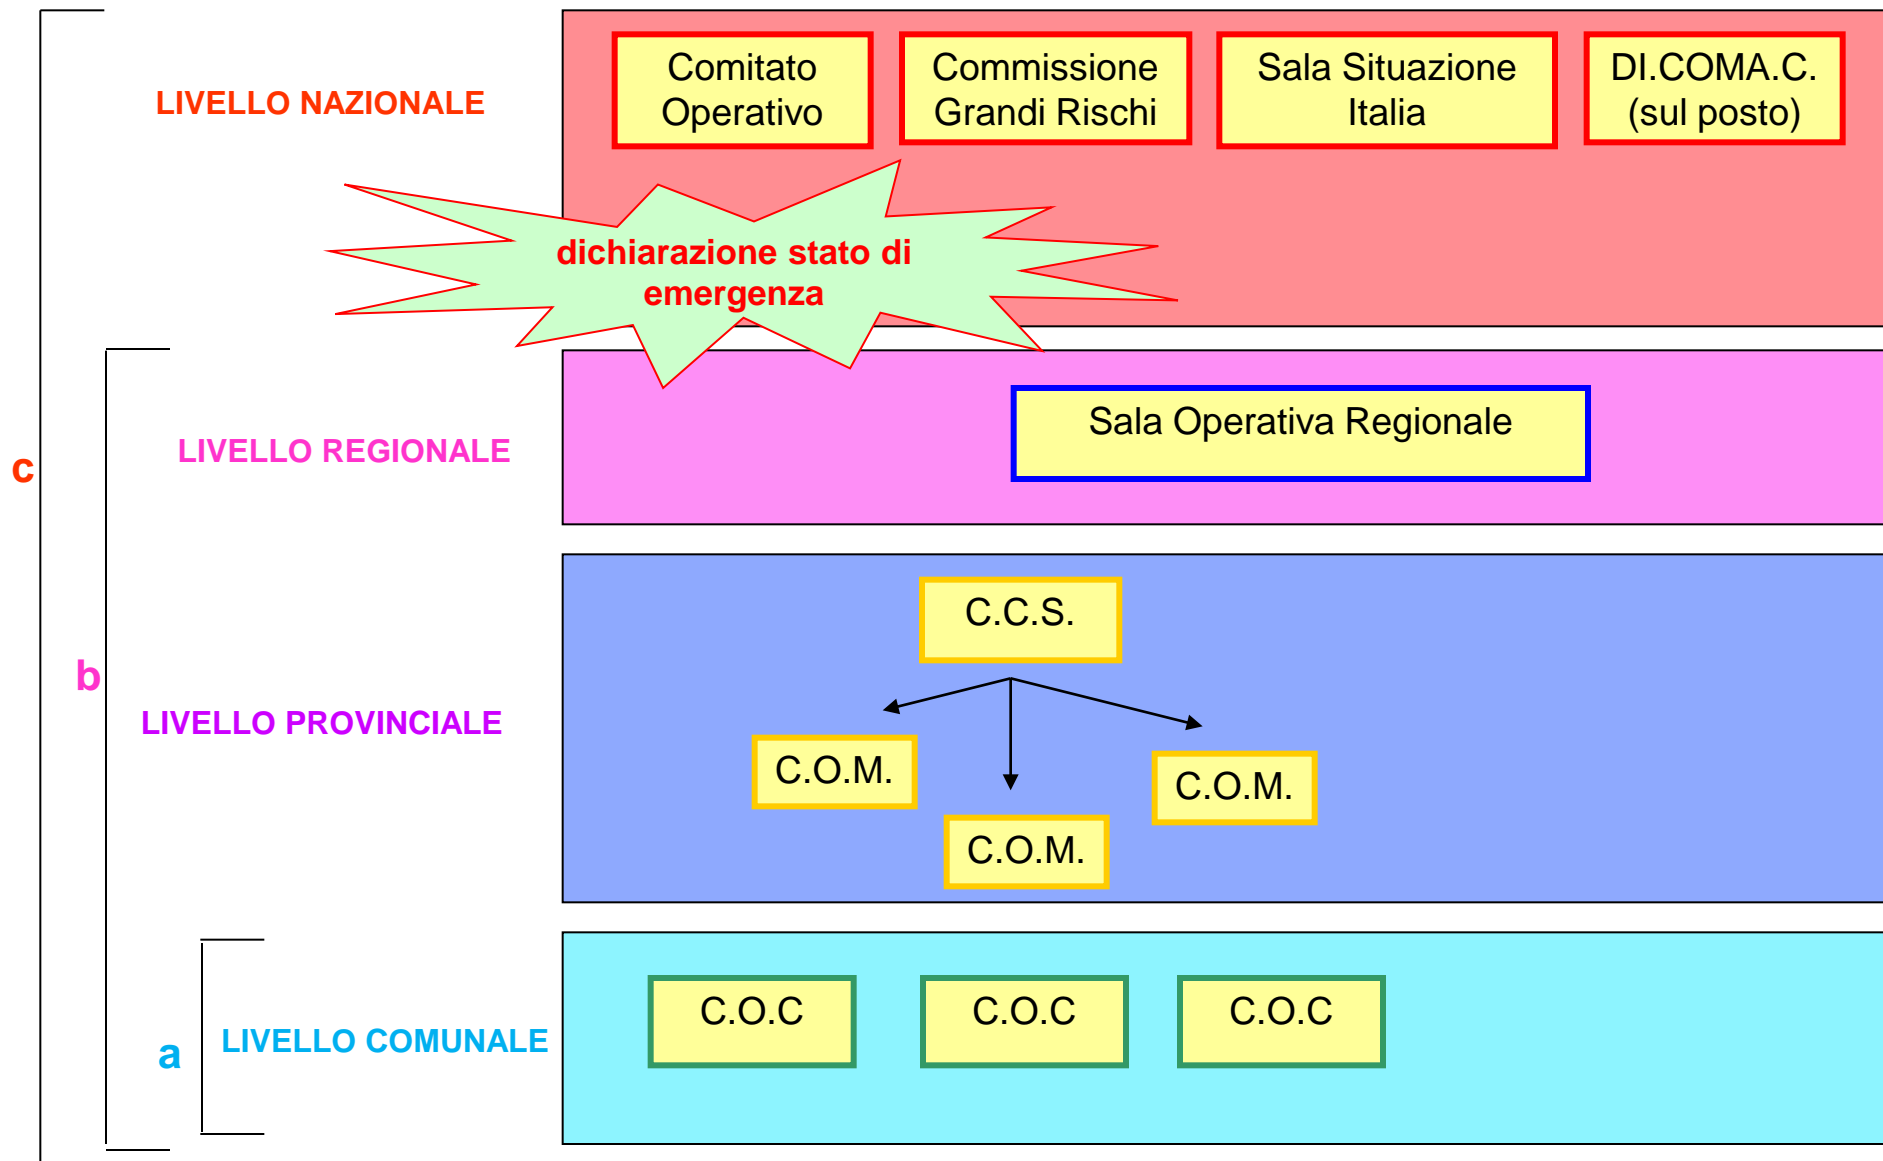 LIVELLO NAZIONALE
Comitato
Operativo
Commissione
Grandi Rischi
Sala Situazione
Italia
DI.COMA.C.
(sul posto)
dichiarazione stato di
emergenza
c
LIVELLO REGIONALE
Sala Operativa Regionale
b
LIVELLO PROVINCIALE
C.C.S.
C.O.M.
C.O.M.
C.O.M.
a
LIVELLO COMUNALE
C.O.C
C.O.C
C.O.C